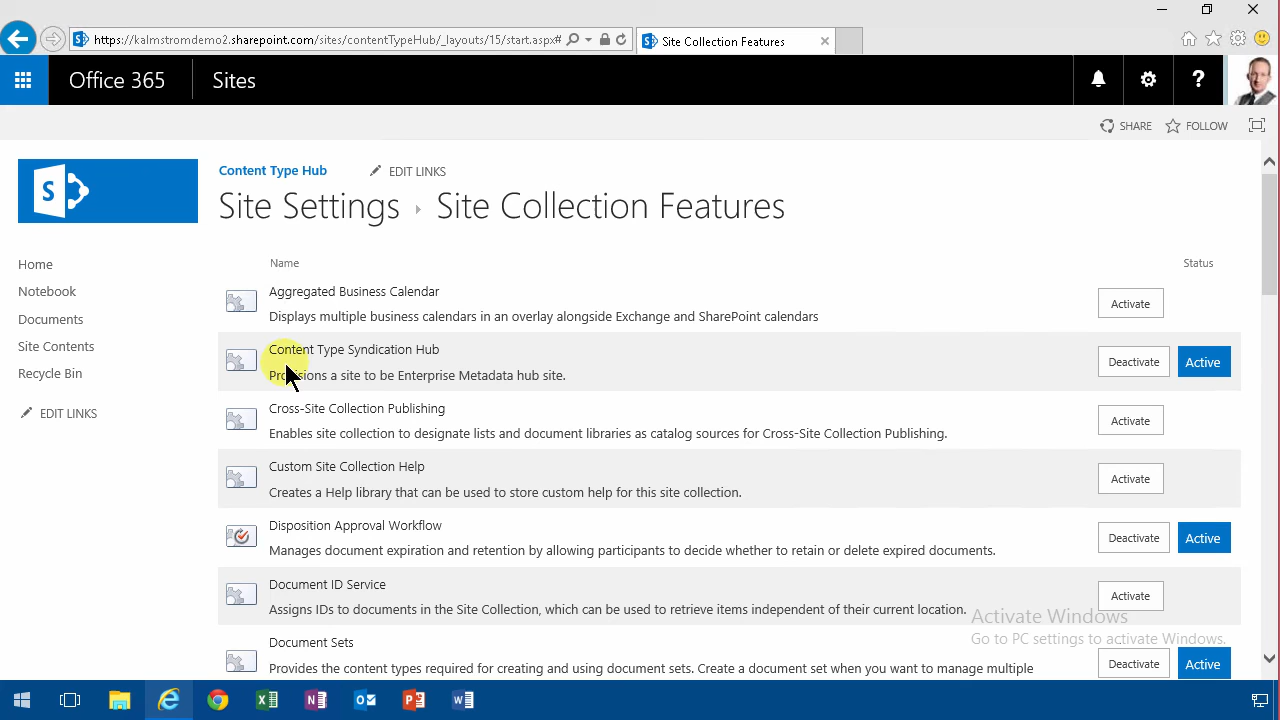 https://kalmstromdemo2.sharepoint.com/sites/contentTypeHub/_layouts/15/start.aspx#
Site Collection Features
Office 365
Sites
?
SHARE
FOLLOW
S
Content Type Hub
EDIT LINKS
Site Settings
Site Collection Features
Home
Notebook
Documents
Site Contents
Recycle Bin
EDIT LINKS
Name
Status
Aggregated Business Calendar
Displays multiple business calendars in an overlay alongside Exchange and SharePoint calendars
Activate
Content Type Syndication Hub
Provisions a site to be Enterprise Metadata hub site.
Deactivate
Active
Cross-Site Collection Publishing
Enables site collection to designate lists and document libraries as catalog sources for Cross-Site Collection Publishing.
Activate
Custom Site Collection Help
Creates a Help library that can be used to store custom help for this site collection.
Activate
Disposition Approval Workflow
Manages document expiration and retention by allowing participants to decide whether to retain or delete expired documents.
Deactivate
Active
Document ID Service
Assigns IDs to documents in the Site Collection, which can be used to retrieve items independent of their current location.
Activate
Activate Windows
Go to PC settings to activate Windows.
Document Sets
Provides the content types required for creating and using document sets. Create a document set when you want to manage multiple
Deactivate
Active